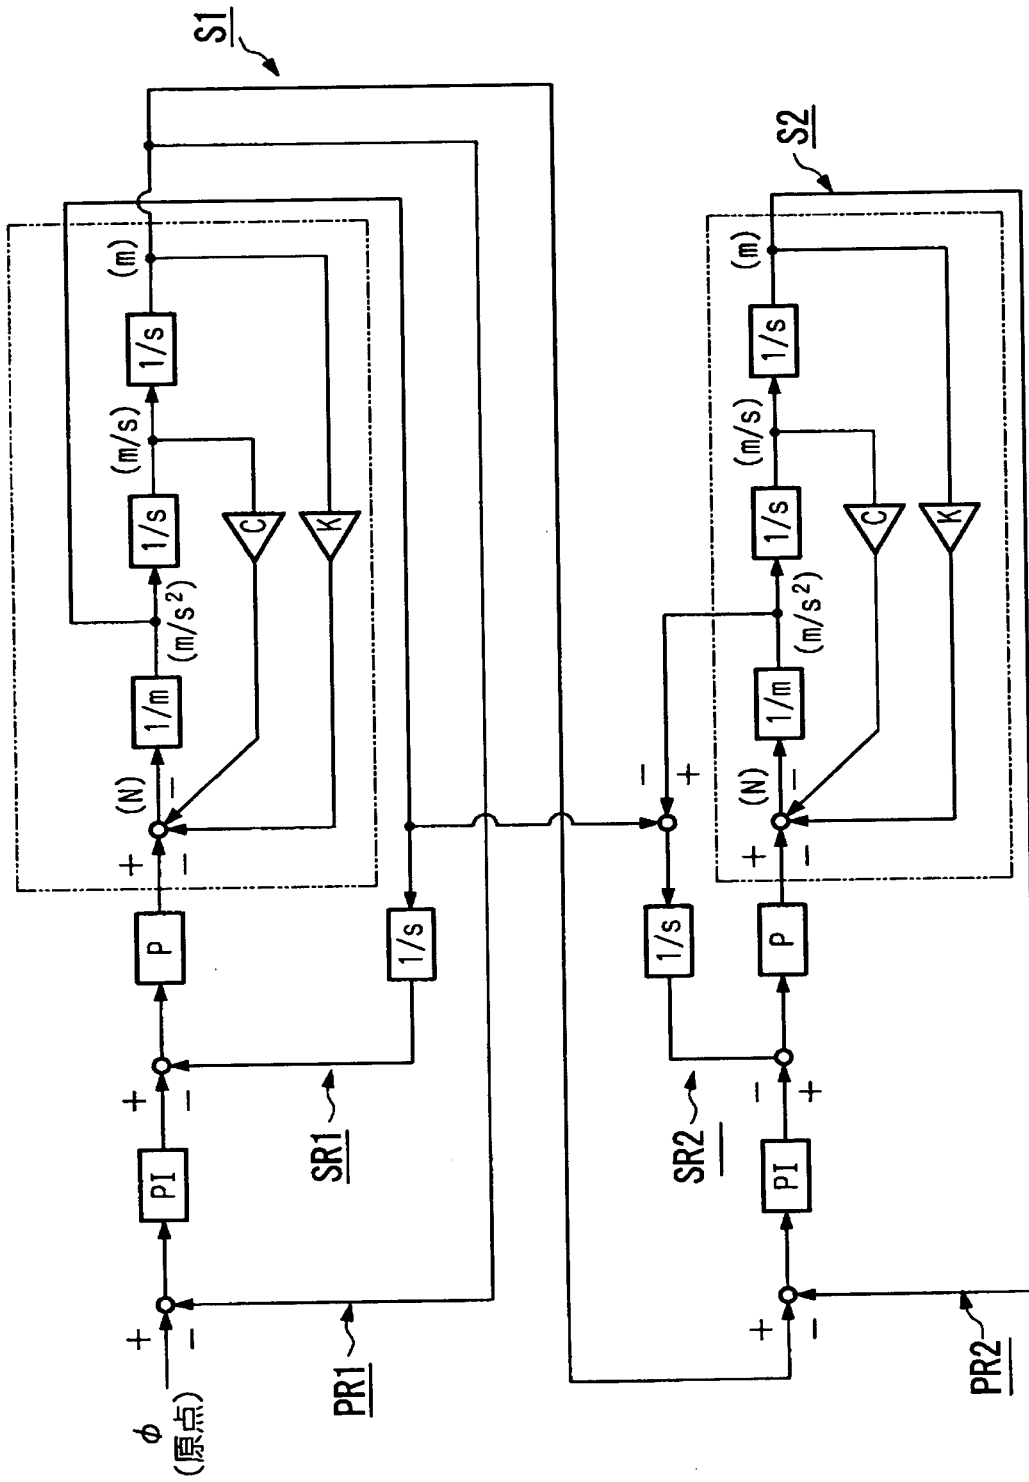 S1
(N)
(m/s²)
(m/s)
(m)
+
−
φ
(原点)
+
−
PI
+
−
P
+
−
−
1/m
1/s
1/s
C
K
1/s
SR1
PR1
S2
−
+
1/s
SR2
(N)
(m/s²)
(m/s)
(m)
+
−
PI
−
+
P
+
−
−
1/m
1/s
1/s
C
K
PR2